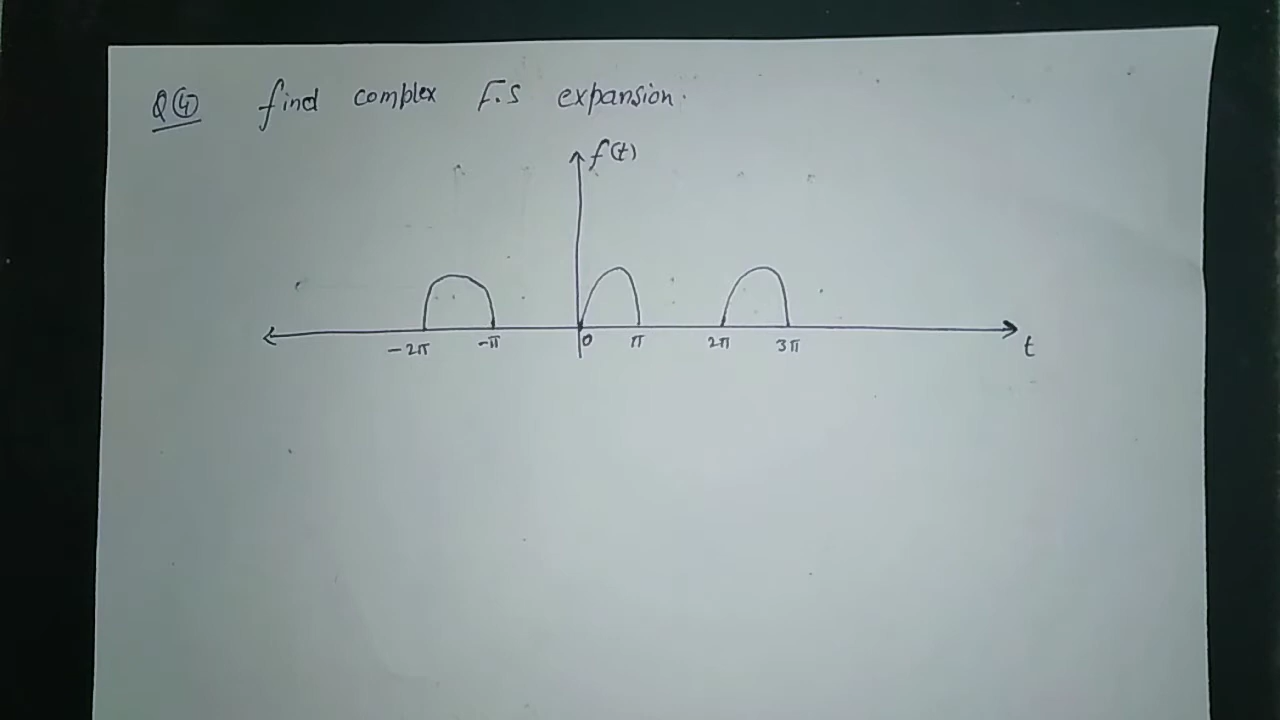 Q④ find complex F.S expansion.
f(t)
-2π -π 0 π 2π 3π
t